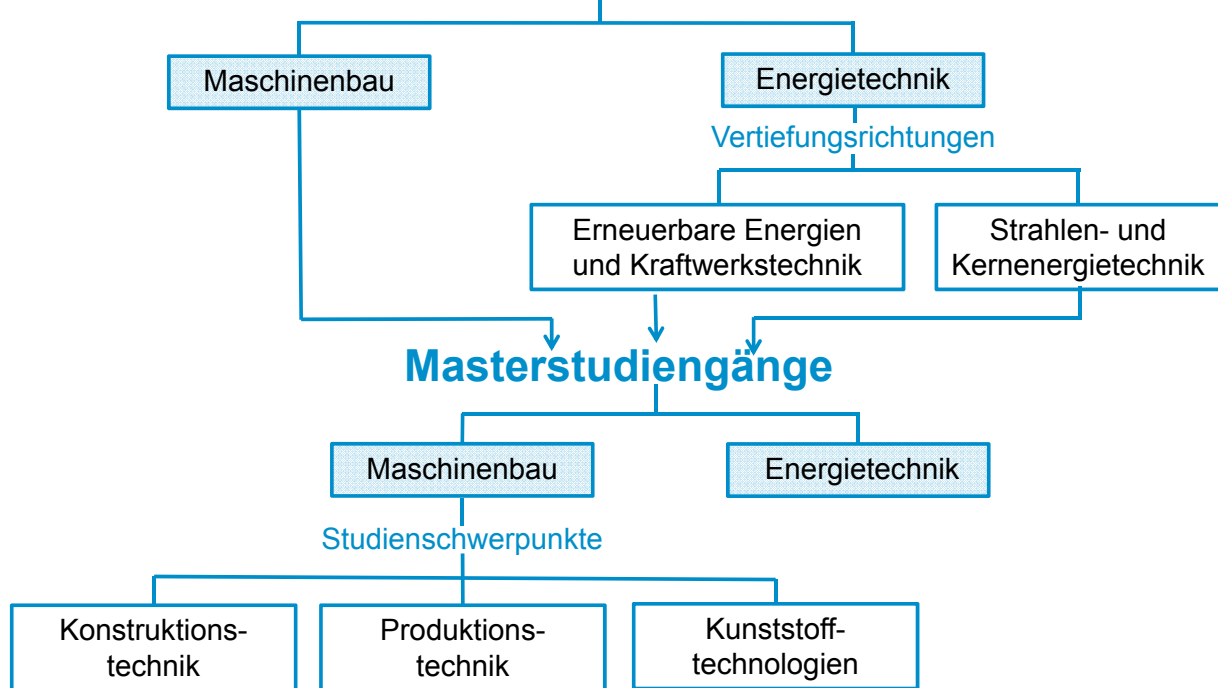 Maschinenbau
Energietechnik
Vertiefungsrichtungen
Erneuerbare Energien
und Kraftwerkstechnik
Strahlen- und
Kernenergietechnik
Masterstudiengänge
Maschinenbau
Energietechnik
Studienschwerpunkte
Konstruktions-
technik
Produktions-
technik
Kunststoff-
technologien